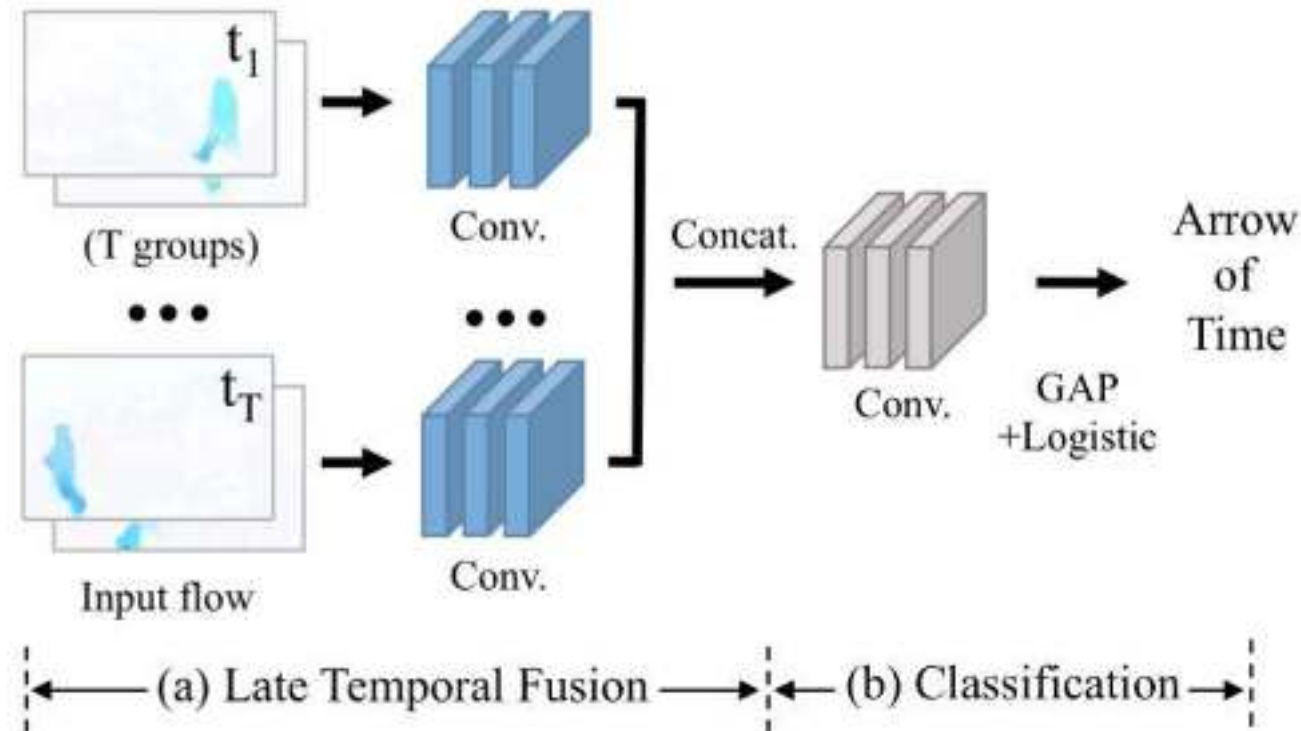 t1
(T groups)
Conv.
tT
Input flow
Conv.
Concat.
Conv.
GAP
+Logistic
Arrow
of
Time
(a) Late Temporal Fusion
(b) Classification